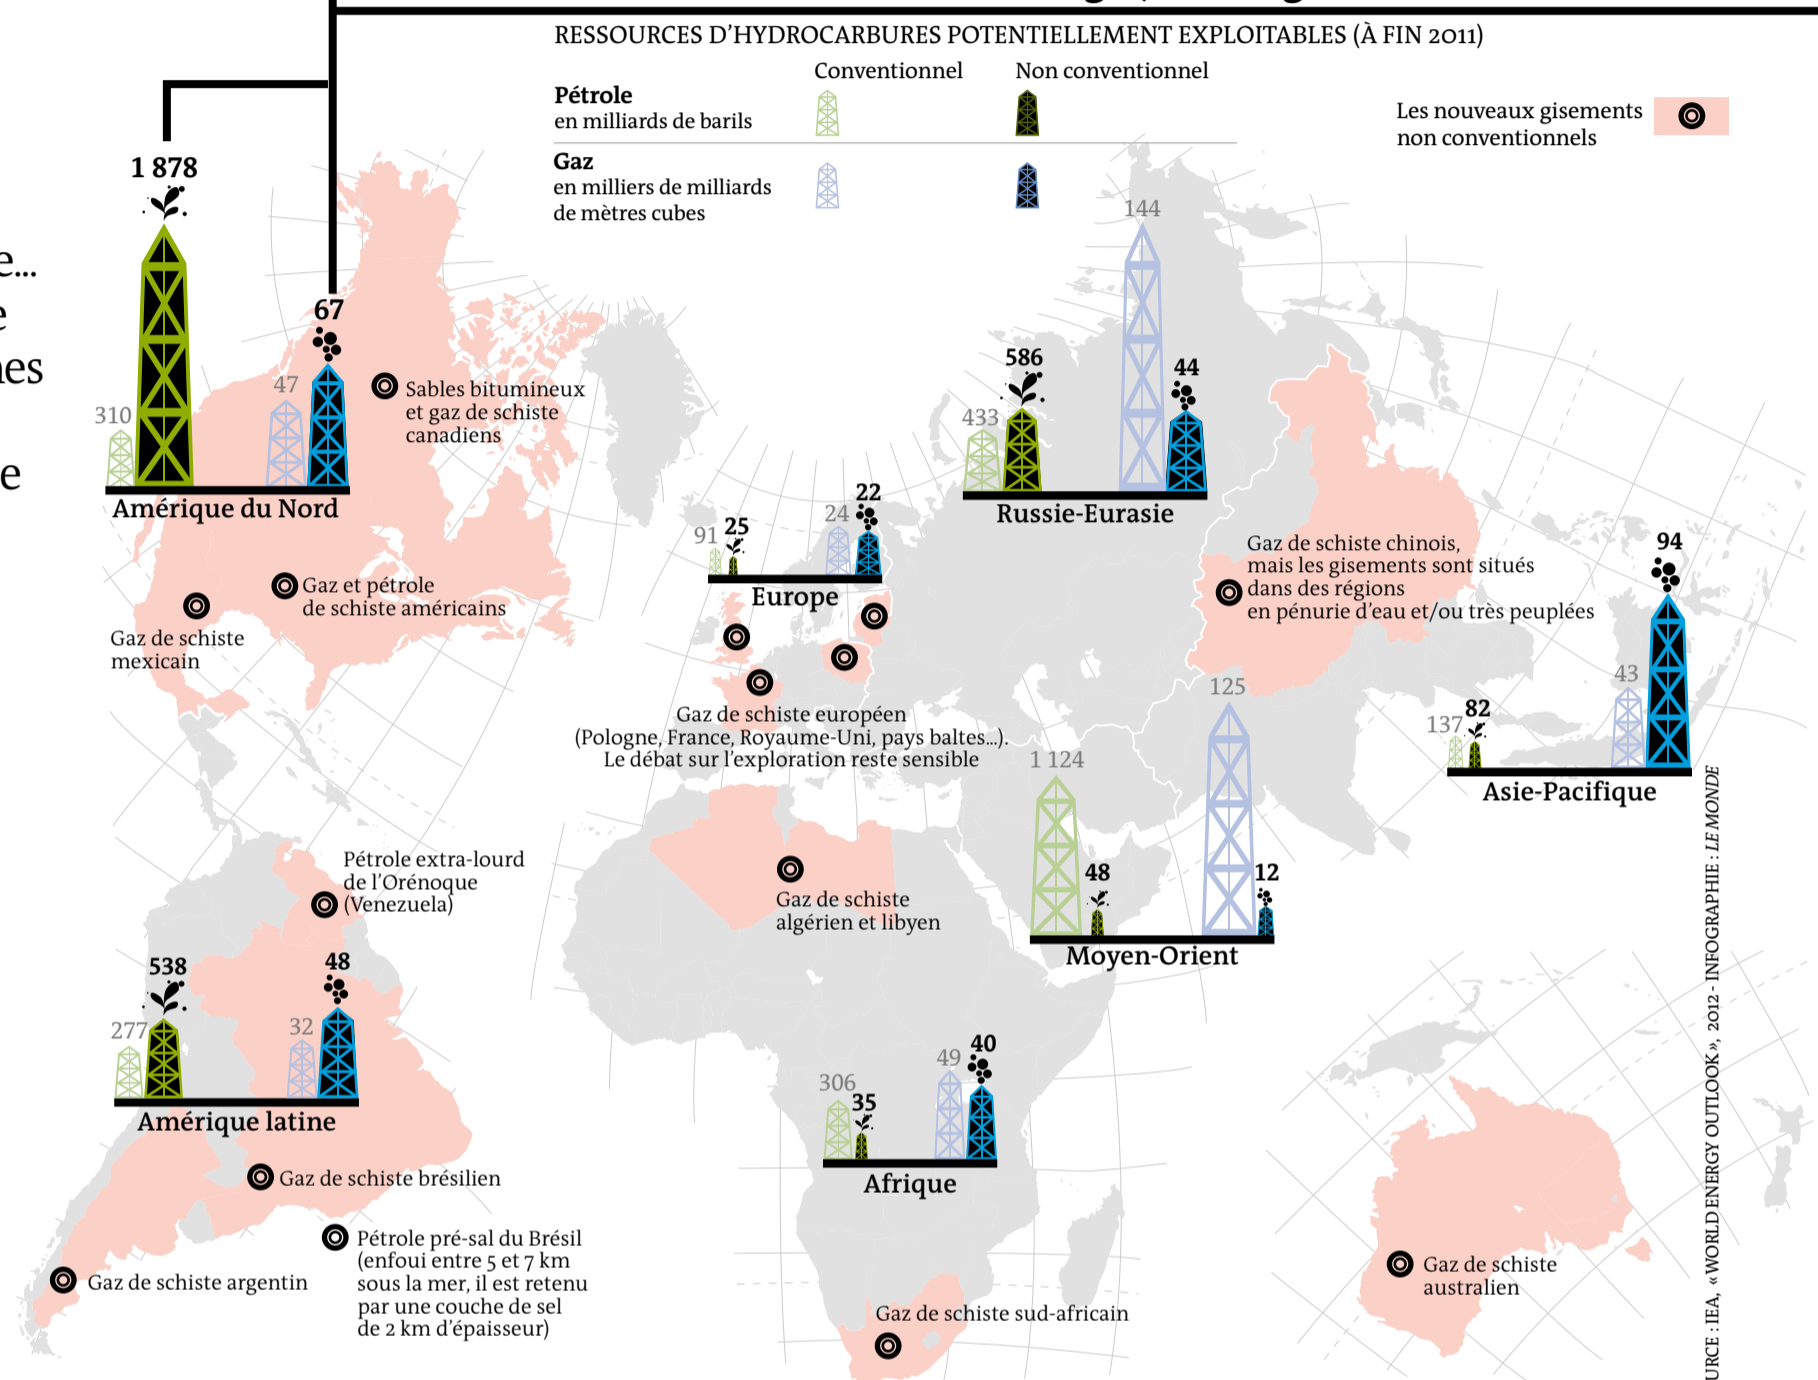 RESSOURCES D'HYDROCARBURES POTENTIELLEMENT EXPLOITABLES (À FIN 2011)
Conventionnel
Non conventionnel
Pétrole
en milliards de barils
Gaz
en milliers de milliards
de mètres cubes
Les nouveaux gisements
non conventionnels
1 878
67
47
310
Amérique du Nord
Sables bitumineux
et gaz de schiste
canadiens
Gaz et pétrole
de schiste américains
Gaz de schiste
mexicain
144
586
44
433
Russie-Eurasie
22
24
91
25
Europe
Gaz de schiste européen
(Pologne, France, Royaume-Uni, pays baltes...).
Le débat sur l'exploration reste sensible
Gaz de schiste chinois,
mais les gisements sont situés
dans des régions
en pénurie d'eau et/ou très peuplées
94
43
137
82
Asie-Pacifique
125
1 124
48
12
Moyen-Orient
Gaz de schiste
algérien et libyen
Pétrole extra-lourd
de l'Orénoque
(Venezuela)
538
48
277
32
Amérique latine
Gaz de schiste brésilien
Pétrole pré-sal du Brésil
(enfoui entre 5 et 7 km
sous la mer, il est retenu
par une couche de sel
de 2 km d'épaisseur)
Gaz de schiste argentin
49
40
306
35
Afrique
Gaz de schiste sud-africain
Gaz de schiste
australien
URCE : IEA, « WORLD ENERGY OUTLOOK », 2012 - INFOGRAPHIE : LE MONDE